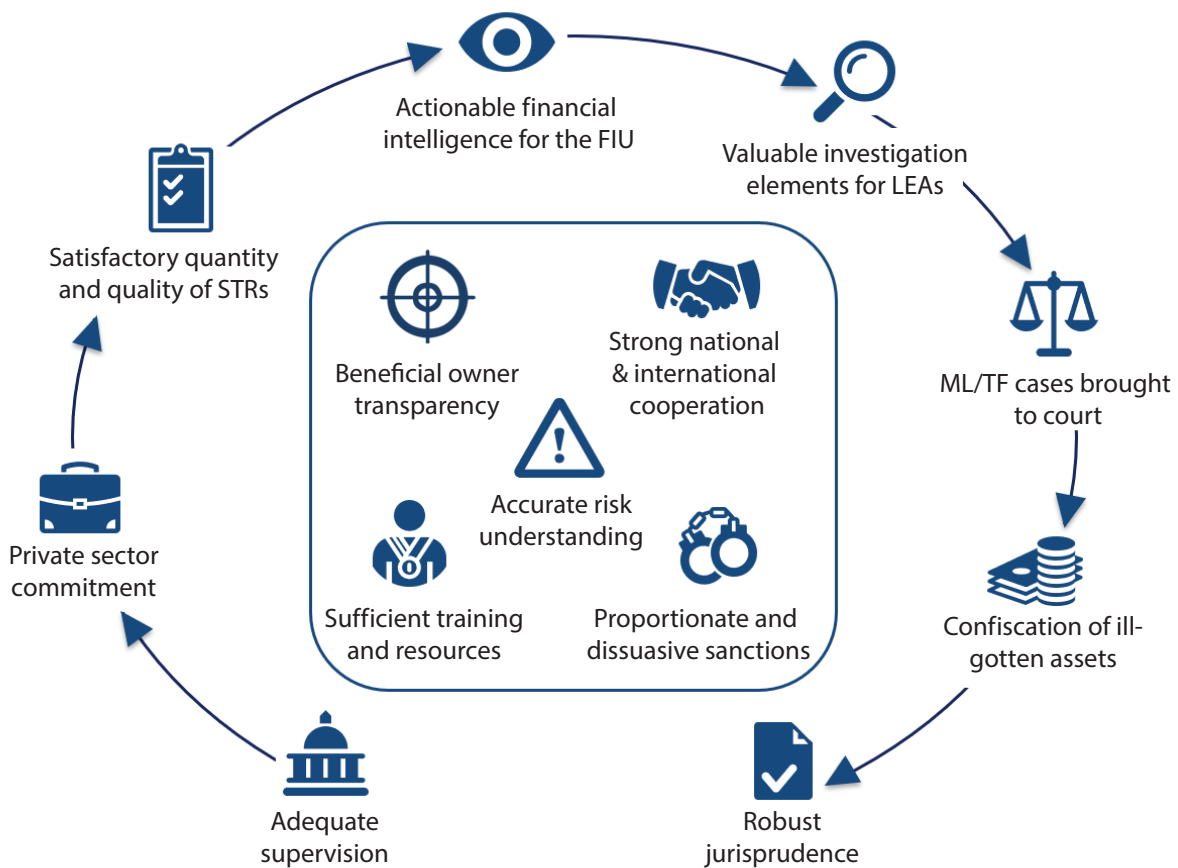 Actionable financial
intelligence for the FIU
Valuable investigation
elements for LEAs
Satisfactory quantity
and quality of STRs
Beneficial owner
transparency
Strong national
& international
cooperation
ML/TF cases brought
to court
Accurate risk
understanding
Private sector
commitment
Sufficient training
and resources
Proportionate and
dissuasive sanctions
Confiscation of ill-
gotten assets
Adequate
supervision
Robust
jurisprudence